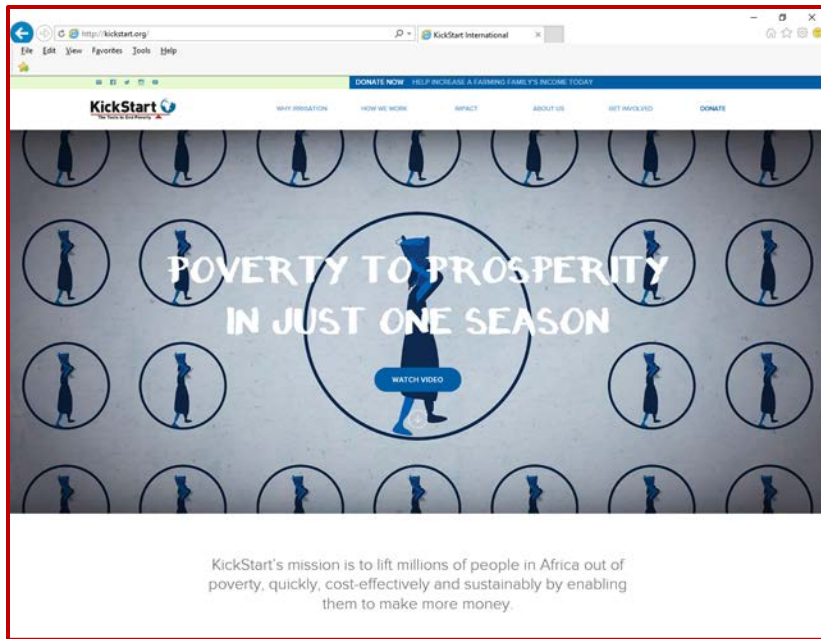 http://kickstart.org/
KickStart International
File Edit View Favorites Tools Help
DONATE NOW HELP INCREASE A FARMING FAMILY'S INCOME TODAY
KickStart
The Tools to End Poverty
WHY IRRIGATION HOW WE WORK IMPACT ABOUT US GET INVOLVED DONATE
POVERTY TO PROSPERITY
IN JUST ONE SEASON
WATCH VIDEO
KickStart's mission is to lift millions of people in Africa out of
poverty, quickly, cost-effectively and sustainably by enabling
them to make more money.